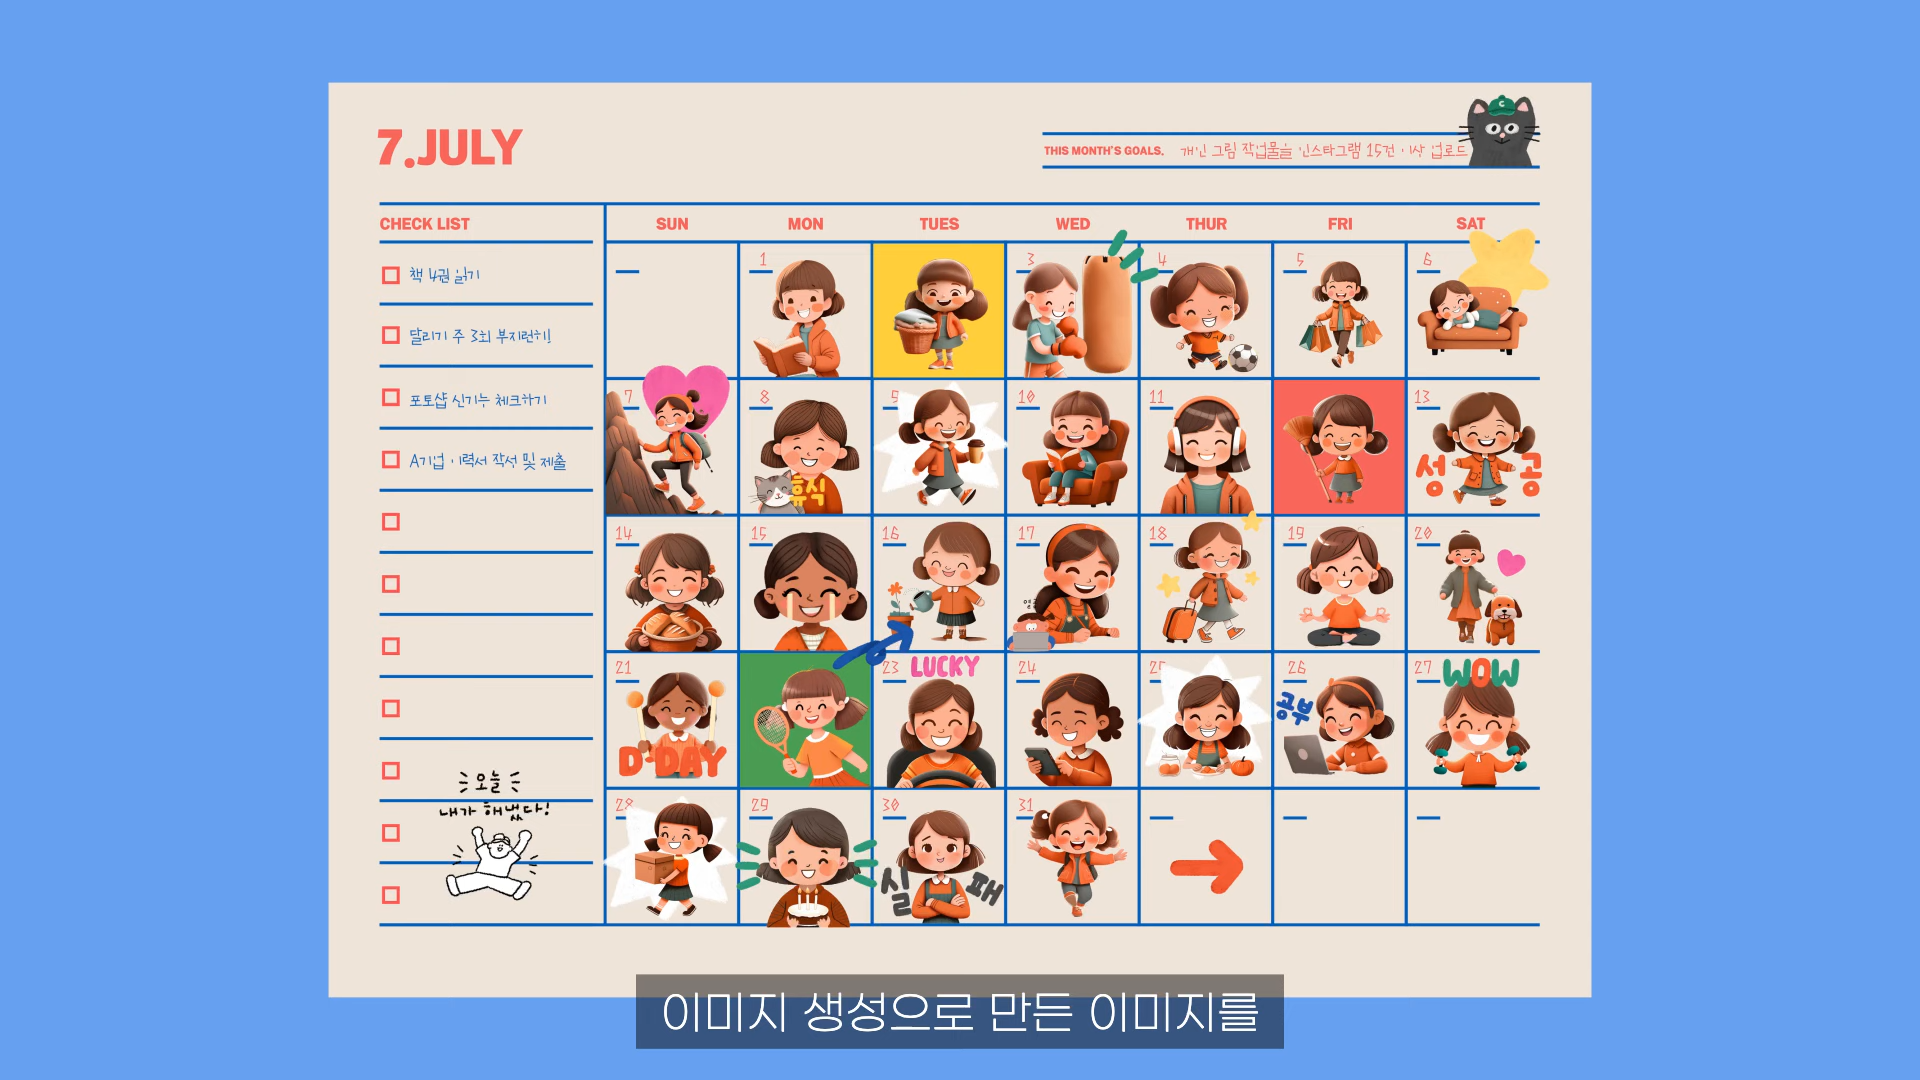 7.JULY
THIS MONTH'S GOALS. 개인 그림 작업물을 인스타그램 15건 이상 업로드
C
CHECK LIST
SUN MON TUES WED THUR FRI SAT
책 4권 읽기
달리기 주 3회 부지런히!
포토샵 신기능 체크하기
A기업 이력서 작성 및 제출
오늘
내가 해냈다!
1 3 4 5 6
7 8 9 10 11 13
휴직
성공
14 15 16 17 18 19 20
21 23 24 25 26 27
D-DAY
LUCKY
공부
WOW
28 29 30 31
실패
이미지 생성으로 만든 이미지를